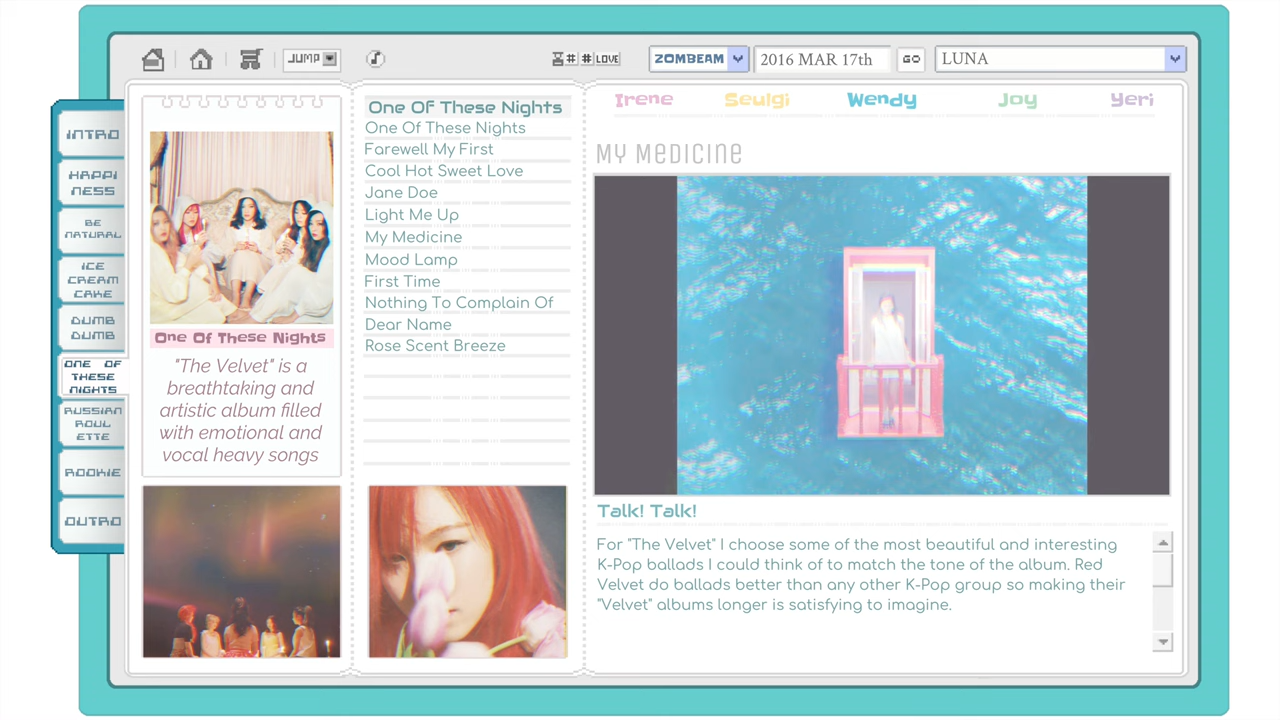 JUMP
# # LOVE
ZOMBEAM
2016 MAR 17th
GO
LUNA
INTRO
HAPPI
NESS
BE
NATURAL
ICE
CREAM
CAKE
DUMB
DUMB
ONE OF
THESE
NIGHTS
RUSSIAN
ROUL
ETTE
ROOKIE
OUTRO
One Of These Nights
"The Velvet" is a
breathtaking and
artistic album filled
with emotional and
vocal heavy songs
One Of These Nights
One Of These Nights
Farewell My First
Cool Hot Sweet Love
Jane Doe
Light Me Up
My Medicine
Mood Lamp
First Time
Nothing To Complain Of
Dear Name
Rose Scent Breeze
Irene Seulgi Wendy Joy Yeri
My Medicine
Talk! Talk!
For "The Velvet" I choose some of the most beautiful and interesting
K-Pop ballads I could think of to match the tone of the album. Red
Velvet do ballads better than any other K-Pop group so making their
"Velvet" albums longer is satisfying to imagine.